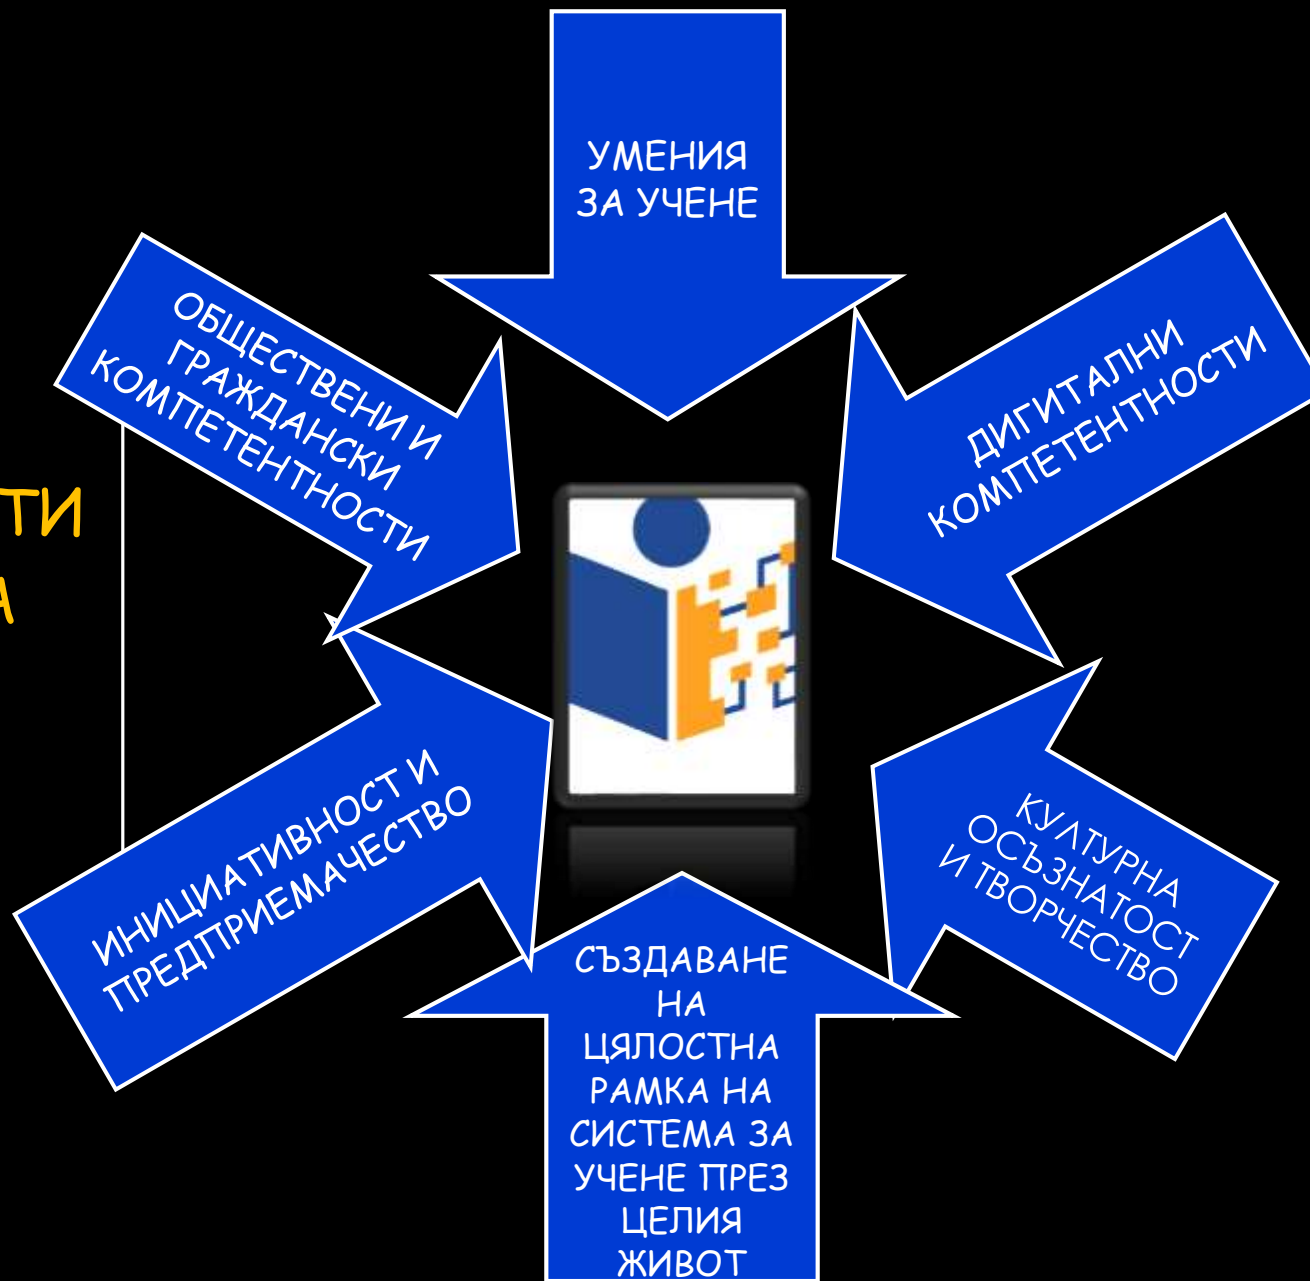 УМЕНИЯ
ЗА УЧЕНЕ
ОБЩЕСТВЕНИ И
ГРАЖДАНСКИ
КОМПЕТЕНТНОСТИ
ДИГИТАЛНИ
КОМПЕТЕНТНОСТИ
ТИ
А
ИНИЦИАТИВНОСТ И
ПРЕДПРИЕМАЧЕСТВО
КУЛТУРНА
ОСЪЗНАТОСТ
И ТВОРЧЕСТВО
СЪЗДАВАНЕ
НА
ЦЯЛОСТНА
РАМКА НА
СИСТЕМА ЗА
УЧЕНЕ ПРЕЗ
ЦЕЛИЯ
ЖИВОТ